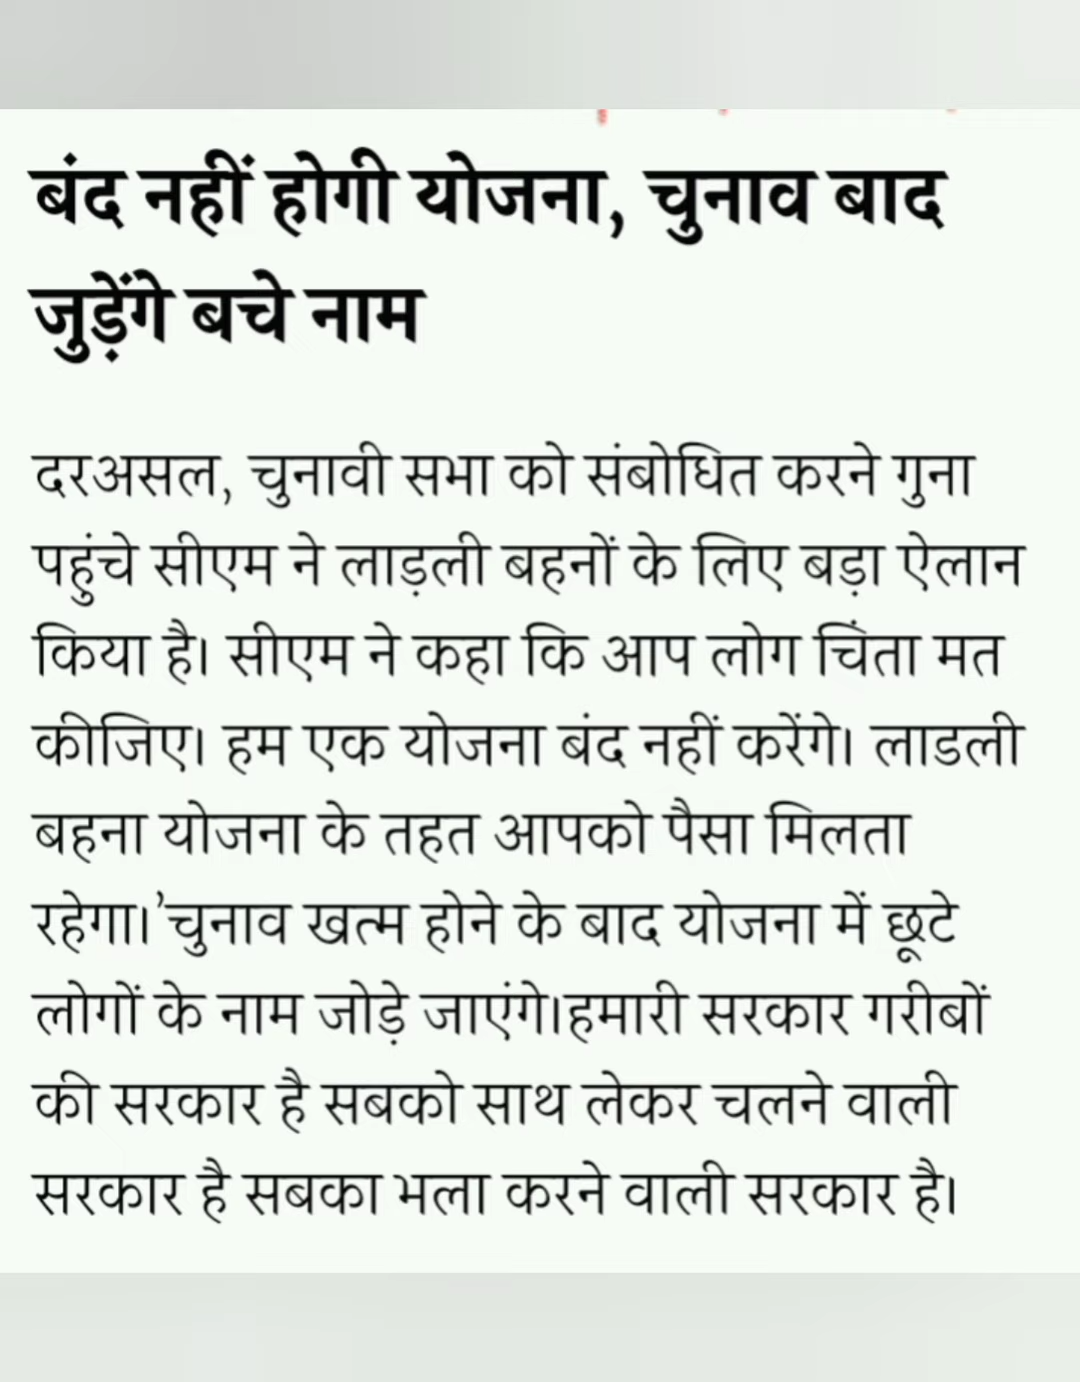 बंद नहीं होगी योजना, चुनाव बाद
जुड़ेंगे बचे नाम
दरअसल, चुनावी सभा को संबोधित करने गुना
पहुंचे सीएम ने लाड़ली बहनों के लिए बड़ा ऐलान
किया है। सीएम ने कहा कि आप लोग चिंता मत
कीजिए। हम एक योजना बंद नहीं करेंगे। लाडली
बहना योजना के तहत आपको पैसा मिलता
रहेगा।’चुनाव खत्म होने के बाद योजना में छूटे
लोगों के नाम जोड़े जाएंगे।हमारी सरकार गरीबों
की सरकार है सबको साथ लेकर चलने वाली
सरकार है सबका भला करने वाली सरकार है।